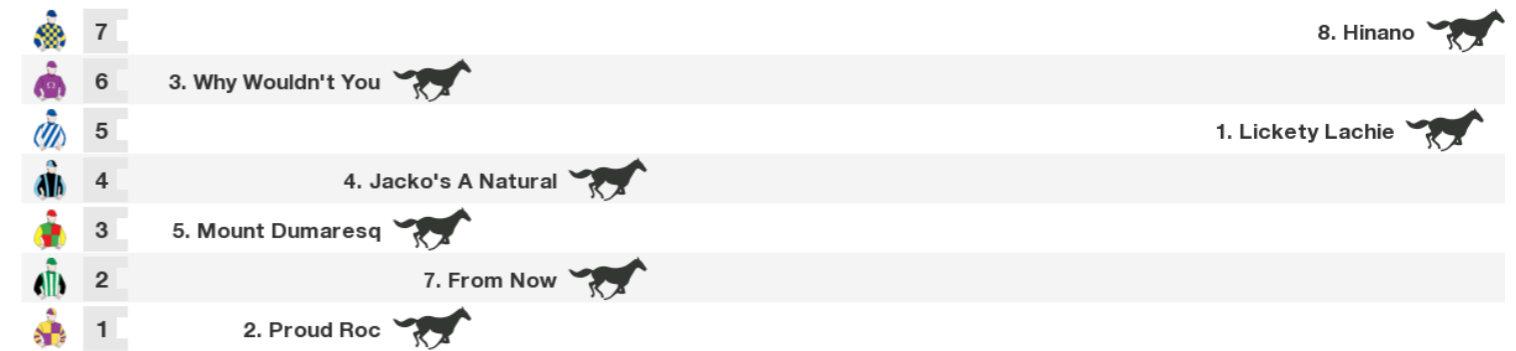 7 8. Hinano
6 3. Why Wouldn't You
5 1. Lickety Lachie
4 4. Jacko's A Natural
3 5. Mount Dumaresq
2 7. From Now
1 2. Proud Roc